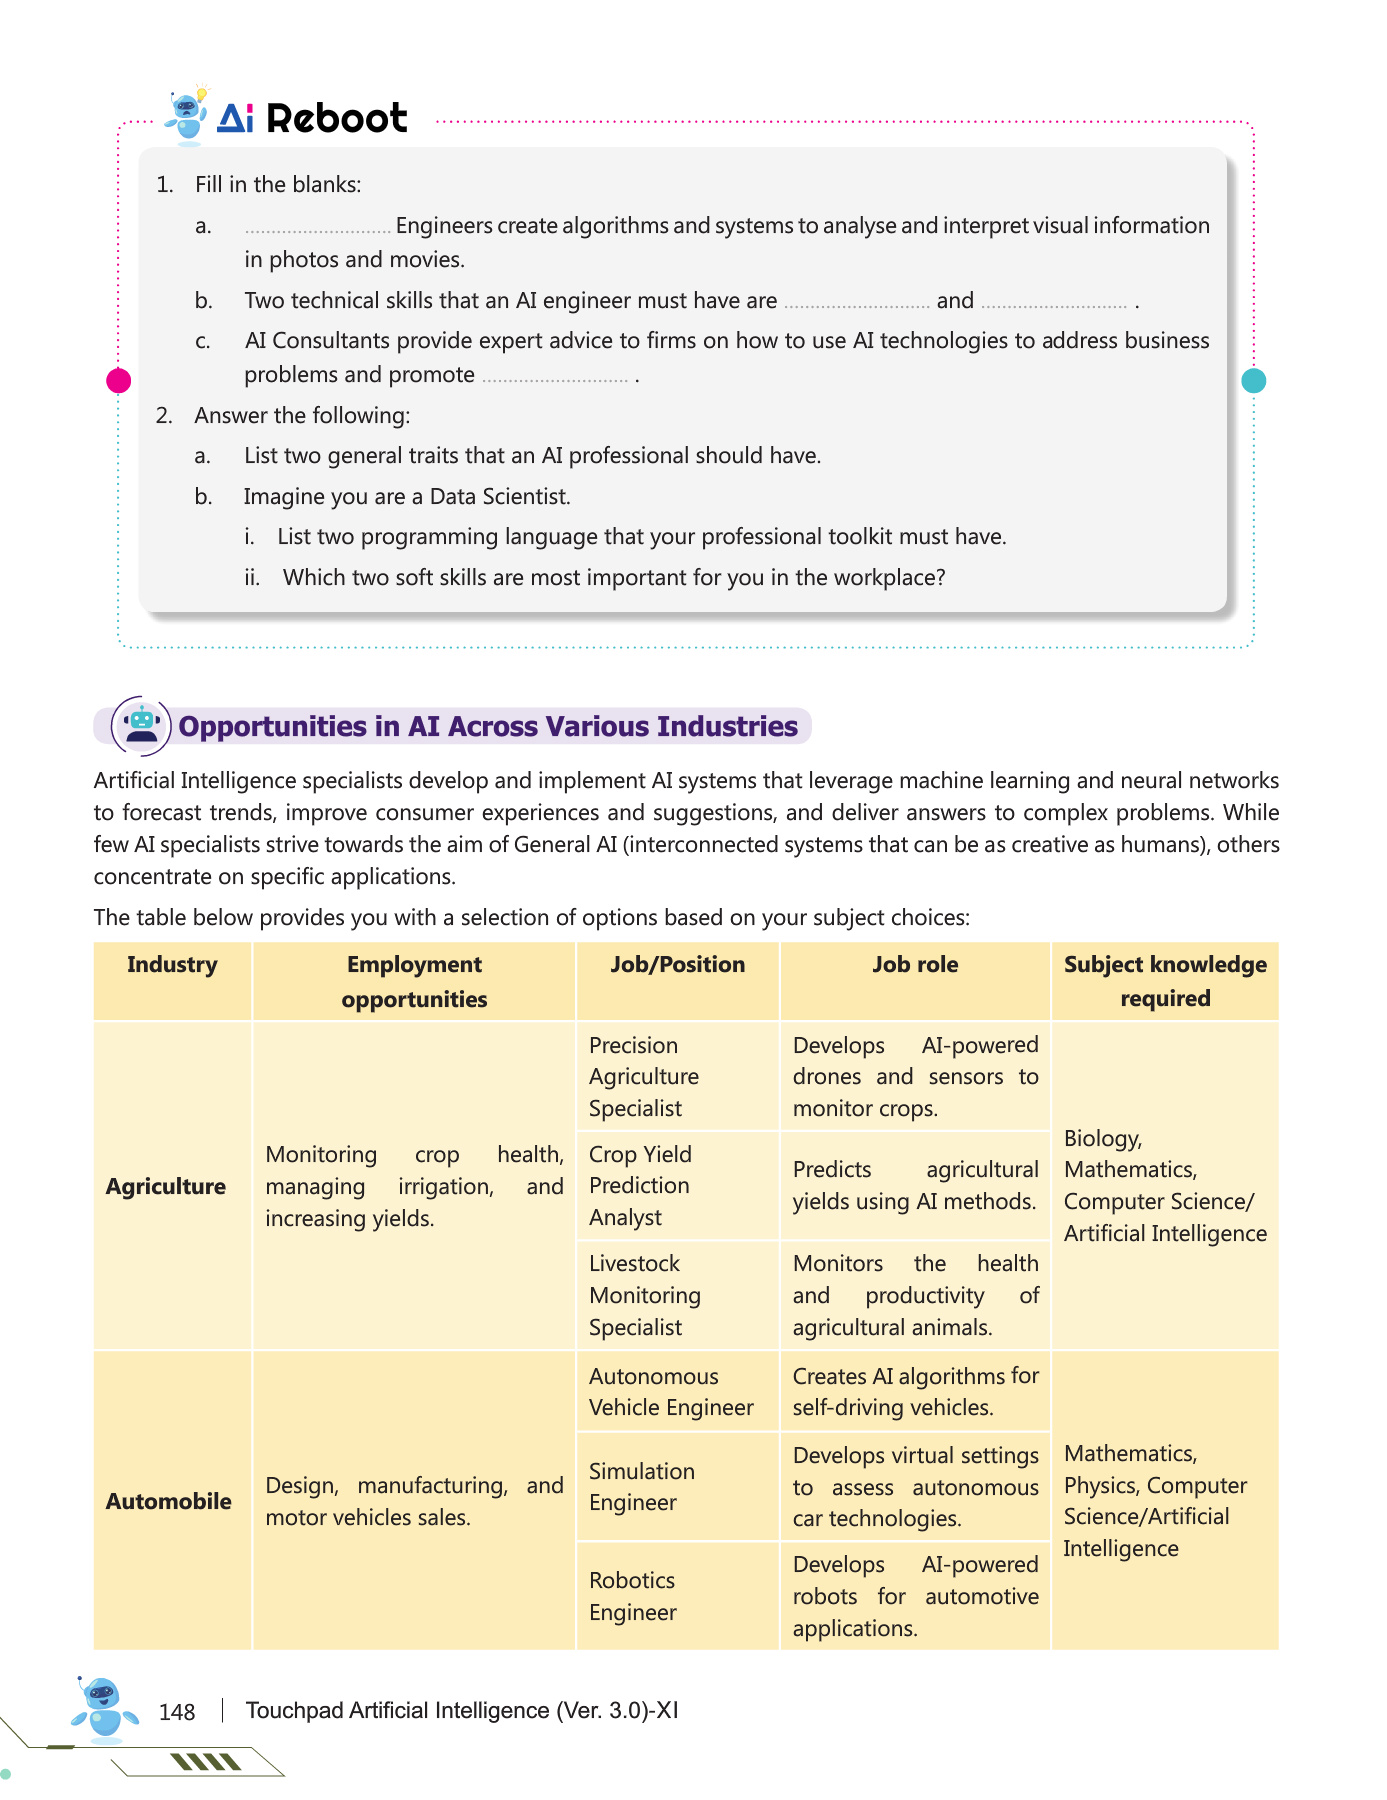 Ai Reboot
1. Fill in the blanks:
a. ............................ Engineers create algorithms and systems to analyse and interpret visual information
in photos and movies.
b. Two technical skills that an AI engineer must have are ............................ and ............................ .
c. AI Consultants provide expert advice to firms on how to use AI technologies to address business
problems and promote ............................ .
2. Answer the following:
a. List two general traits that an AI professional should have.
b. Imagine you are a Data Scientist.
i. List two programming language that your professional toolkit must have.
ii. Which two soft skills are most important for you in the workplace?
Opportunities in AI Across Various Industries
Artificial Intelligence specialists develop and implement AI systems that leverage machine learning and neural networks
to forecast trends, improve consumer experiences and suggestions, and deliver answers to complex problems. While
few AI specialists strive towards the aim of General AI (interconnected systems that can be as creative as humans), others
concentrate on specific applications.
The table below provides you with a selection of options based on your subject choices:
Industry
Employment
opportunities
Job/Position
Job role
Subject knowledge
required
Agriculture
Monitoring crop health,
managing irrigation, and
increasing yields.
Precision
Agriculture
Specialist
Develops AI-powered
drones and sensors to
monitor crops.
Crop Yield
Prediction
Analyst
Predicts agricultural
yields using AI methods.
Livestock
Monitoring
Specialist
Monitors the health
and productivity of
agricultural animals.
Biology,
Mathematics,
Computer Science/
Artificial Intelligence
Automobile
Design, manufacturing, and
motor vehicles sales.
Autonomous
Vehicle Engineer
Creates AI algorithms for
self-driving vehicles.
Simulation
Engineer
Develops virtual settings
to assess autonomous
car technologies.
Robotics
Engineer
Develops AI-powered
robots for automotive
applications.
Mathematics,
Physics, Computer
Science/Artificial
Intelligence
148 | Touchpad Artificial Intelligence (Ver. 3.0)-XI